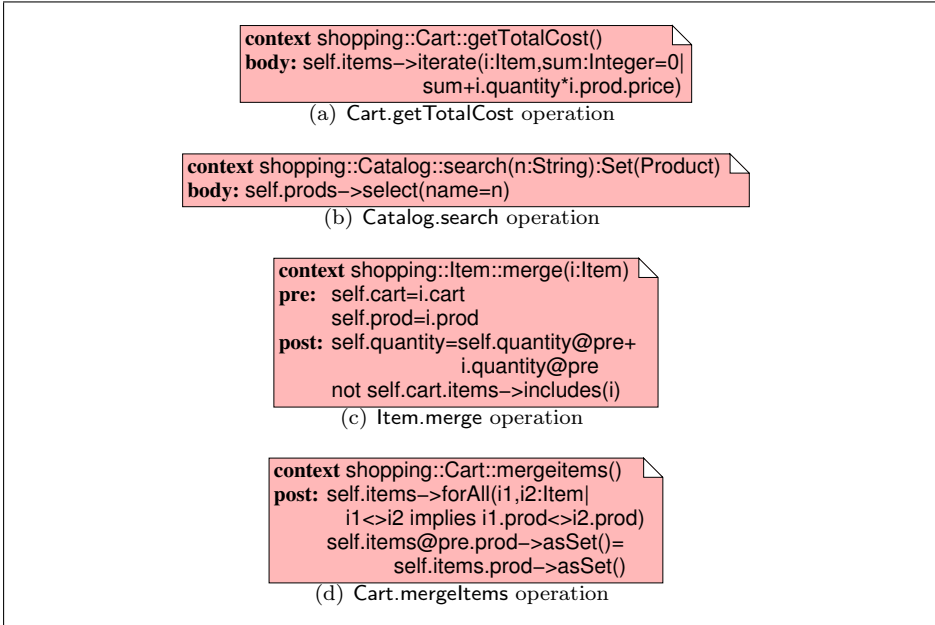 context shopping::Cart::getTotalCost()
body: self.items−>iterate(i:Item,sum:Integer=0|
sum+i.quantity*i.prod.price)
(a) Cart.getTotalCost operation
context shopping::Catalog::search(n:String):Set(Product)
body: self.prods−>select(name=n)
(b) Catalog.search operation
context shopping::Item::merge(i:Item)
pre: self.cart=i.cart
self.prod=i.prod
post: self.quantity=self.quantity@pre+
i.quantity@pre
not self.cart.items−>includes(i)
(c) Item.merge operation
context shopping::Cart::mergeitems()
post: self.items−>forAll(i1,i2:Item|
i1<>i2 implies i1.prod<>i2.prod)
self.items@pre.prod−>asSet()=
self.items.prod−>asSet()
(d) Cart.mergeItems operation